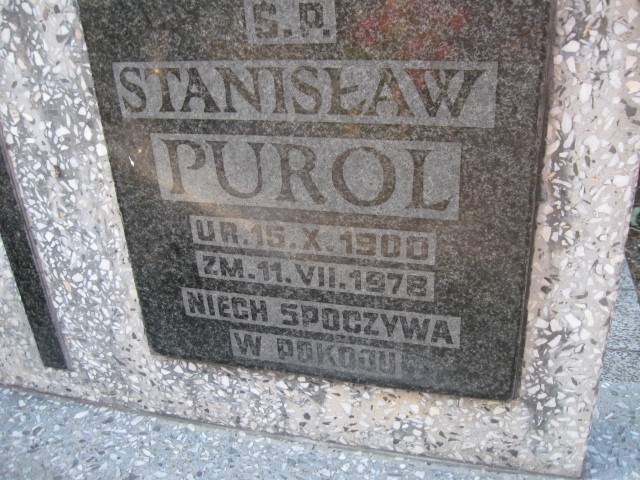 Ś.P.
STANISŁAW
PUROL
UR.15.X.1900
ZM.11.VII.1978
NIECH SPOCZYWA
W POKOJU